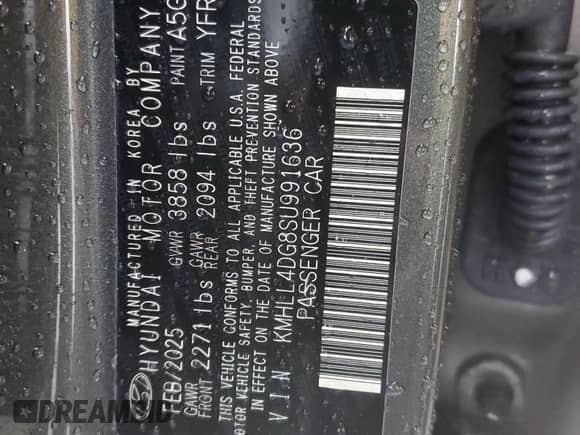 MANUFACTURED IN KOREA BY
HYUNDAI MOTOR COMPANY
FEB/2025 GVWR 3858 lbs PAINT A5G
GAWR FRONT 2271 lbs GAWR REAR 2094 lbs TRIM YFR
THIS VEHICLE CONFORMS TO ALL APPLICABLE U.S.A. FEDERAL
MOTOR VEHICLE SAFETY, BUMPER, AND THEFT PREVENTION STANDARDS
IN EFFECT ON THE DATE OF MANUFACTURE SHOWN ABOVE
VIN KMHLL4DG8SU991636
PASSENGER CAR
DREAMBID